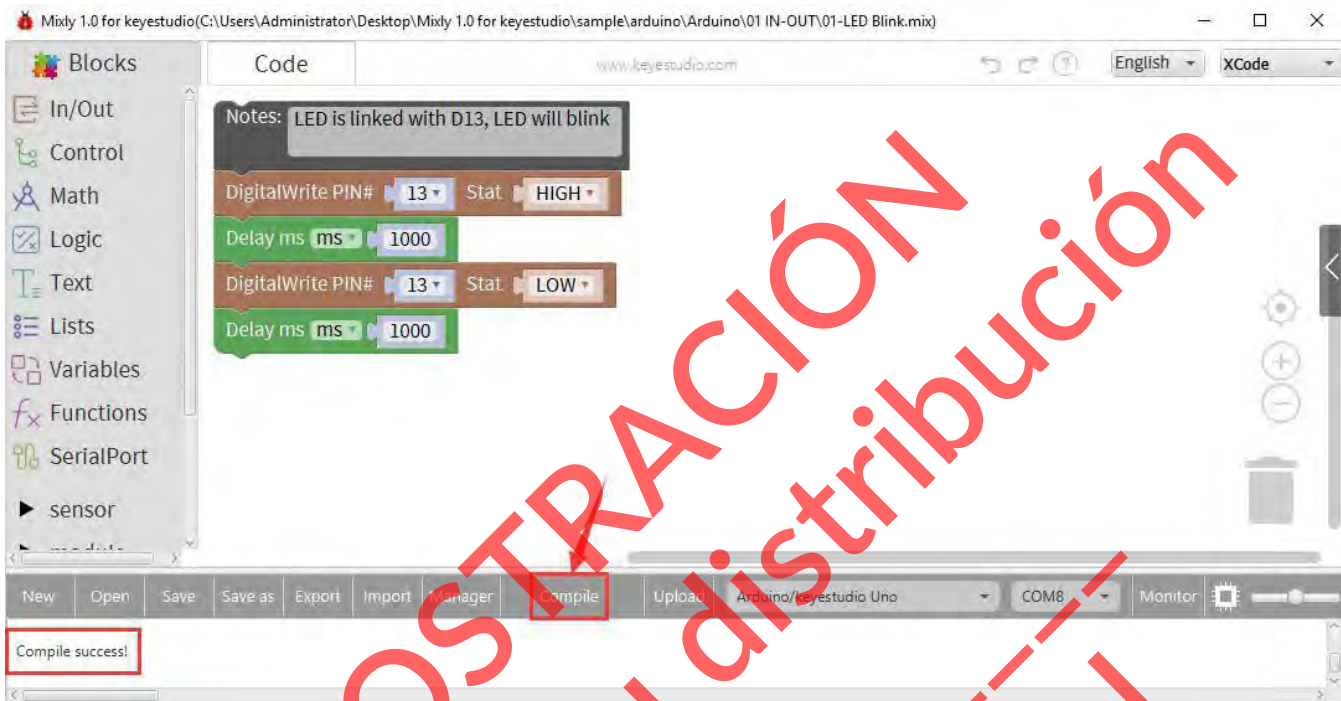 Mixly 1.0 for keyestudio(C:\Users\Administrator\Desktop\Mixly 1.0 for keyestudio\sample\arduino\Arduino\01 IN-OUT\01-LED Blink.mix)
Blocks
Code
www.keyestudio.com
English
XCode
In/Out
Control
Math
Logic
Text
Lists
Variables
Functions
SerialPort
sensor
Notes: LED is linked with D13, LED will blink
DigitalWrite PIN# 13 Stat HIGH
Delay ms ms 1000
DigitalWrite PIN# 13 Stat LOW
Delay ms ms 1000
New Open Save Save as Export Import Manager Compile Upload Arduino/keyestudio Uno COM8 Monitor
Compile success!
OSTRACIÓN
distribución